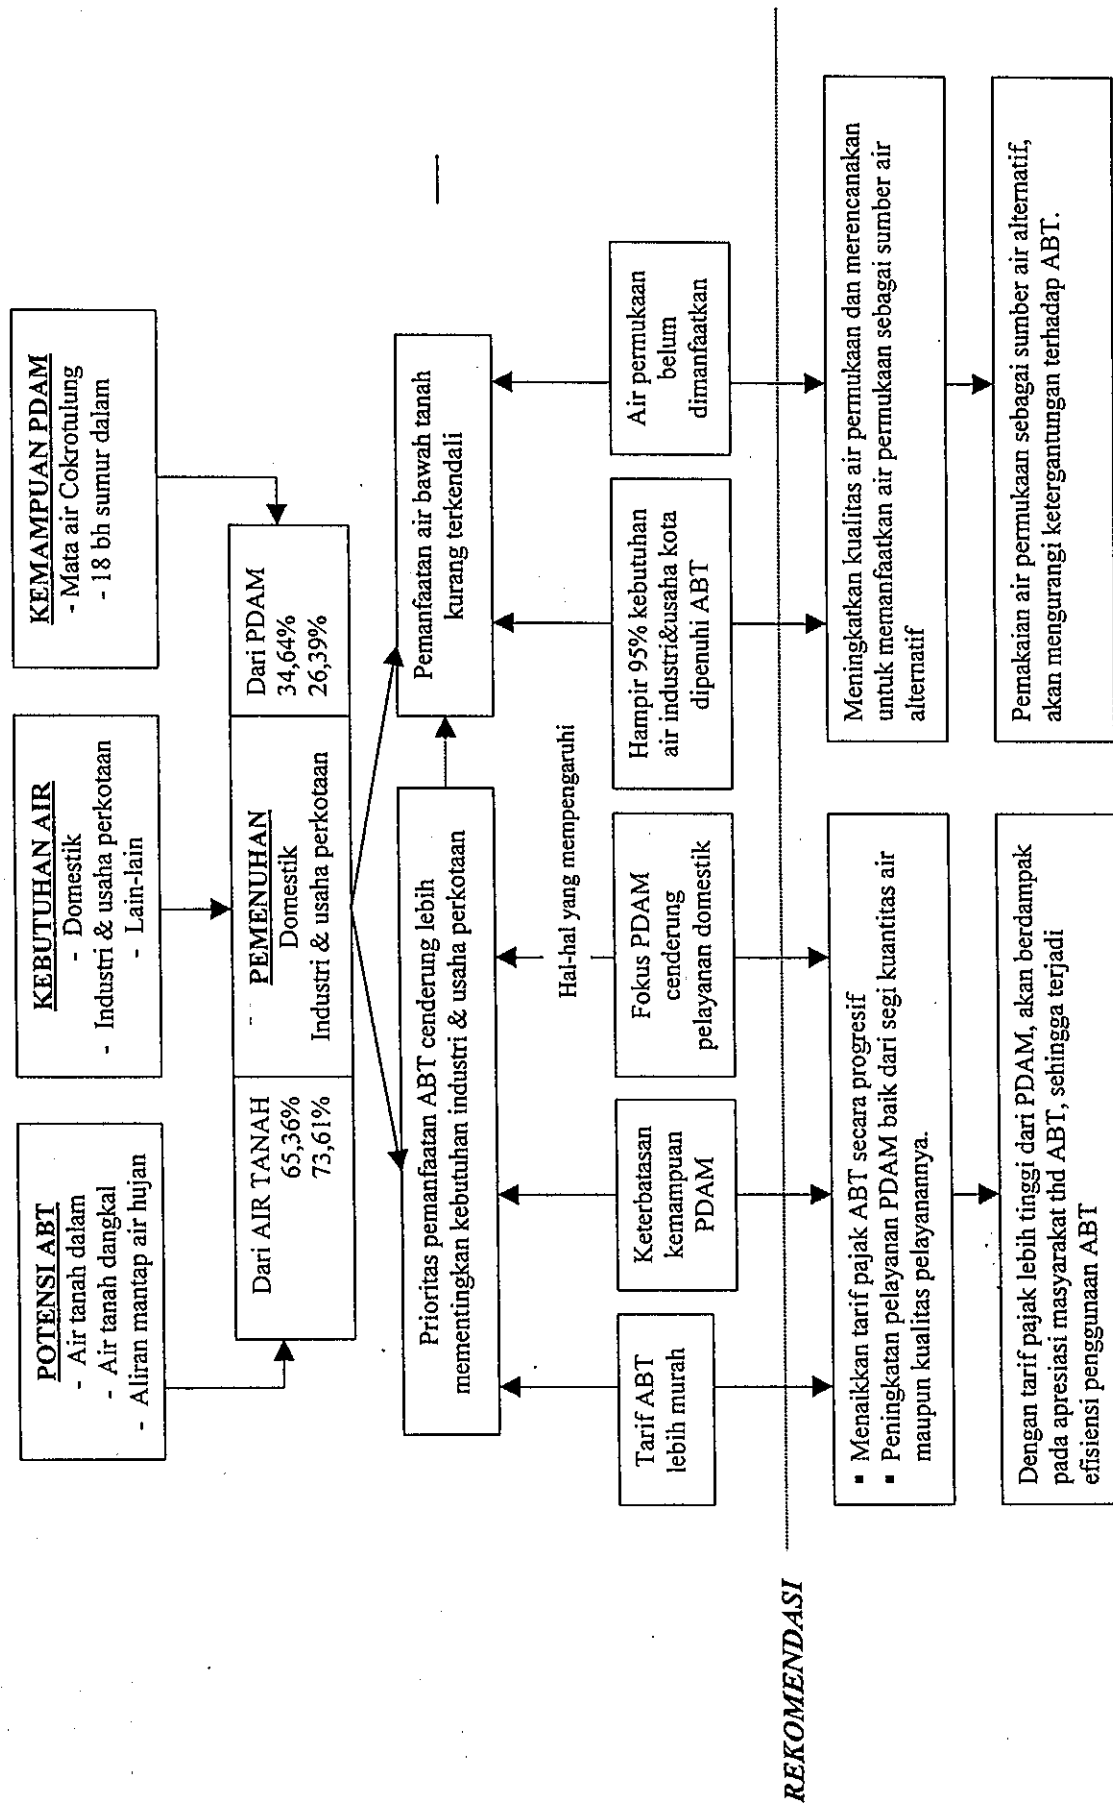 POTENSI ABT
- Air tanah dalam
- Air tanah dangkal
- Aliran mantap air hujan
KEBUTUHAN AIR
- Domestik
- Industri & usaha perkotaan
- Lain-lain
KEMAMPUAN PDAM
- Mata air Cokrotulung
- 18 bh sumur dalam
Dari AIR TANAH
65,36%
73,61%
PEMENUHAN
Domestik
Industri & usaha perkotaan
Dari PDAM
34,64%
26,39%
Prioritas pemanfaatan ABT cenderung lebih
mementingkan kebutuhan industri & usaha perkotaan
Pemanfaatan air bawah tanah
kurang terkendali
Hal-hal yang mempengaruhi
Tarif ABT
lebih murah
Keterbatasan
kemampuan
PDAM
Fokus PDAM
cenderung
pelayanan domestik
Hampir 95% kebutuhan
air industri&usaha kota
dipenuhi ABT
Air permukaan
belum
dimanfaatkan
REKOMENDASI
▪ Menaikkan tarif pajak ABT secara progresif
▪ Peningkatan pelayanan PDAM baik dari segi kuantitas air
maupun kualitas pelayanannya.
Meningkatkan kualitas air permukaan dan merencanakan
untuk memanfaatkan air permukaan sebagai sumber air
alternatif
Dengan tarif pajak lebih tinggi dari PDAM, akan berdampak
pada apresiasi masyarakat thd ABT, sehingga terjadi
efisiensi penggunaan ABT
Pemakaian air permukaan sebagai sumber air alternatif,
akan mengurangi ketergantungan terhadap ABT.